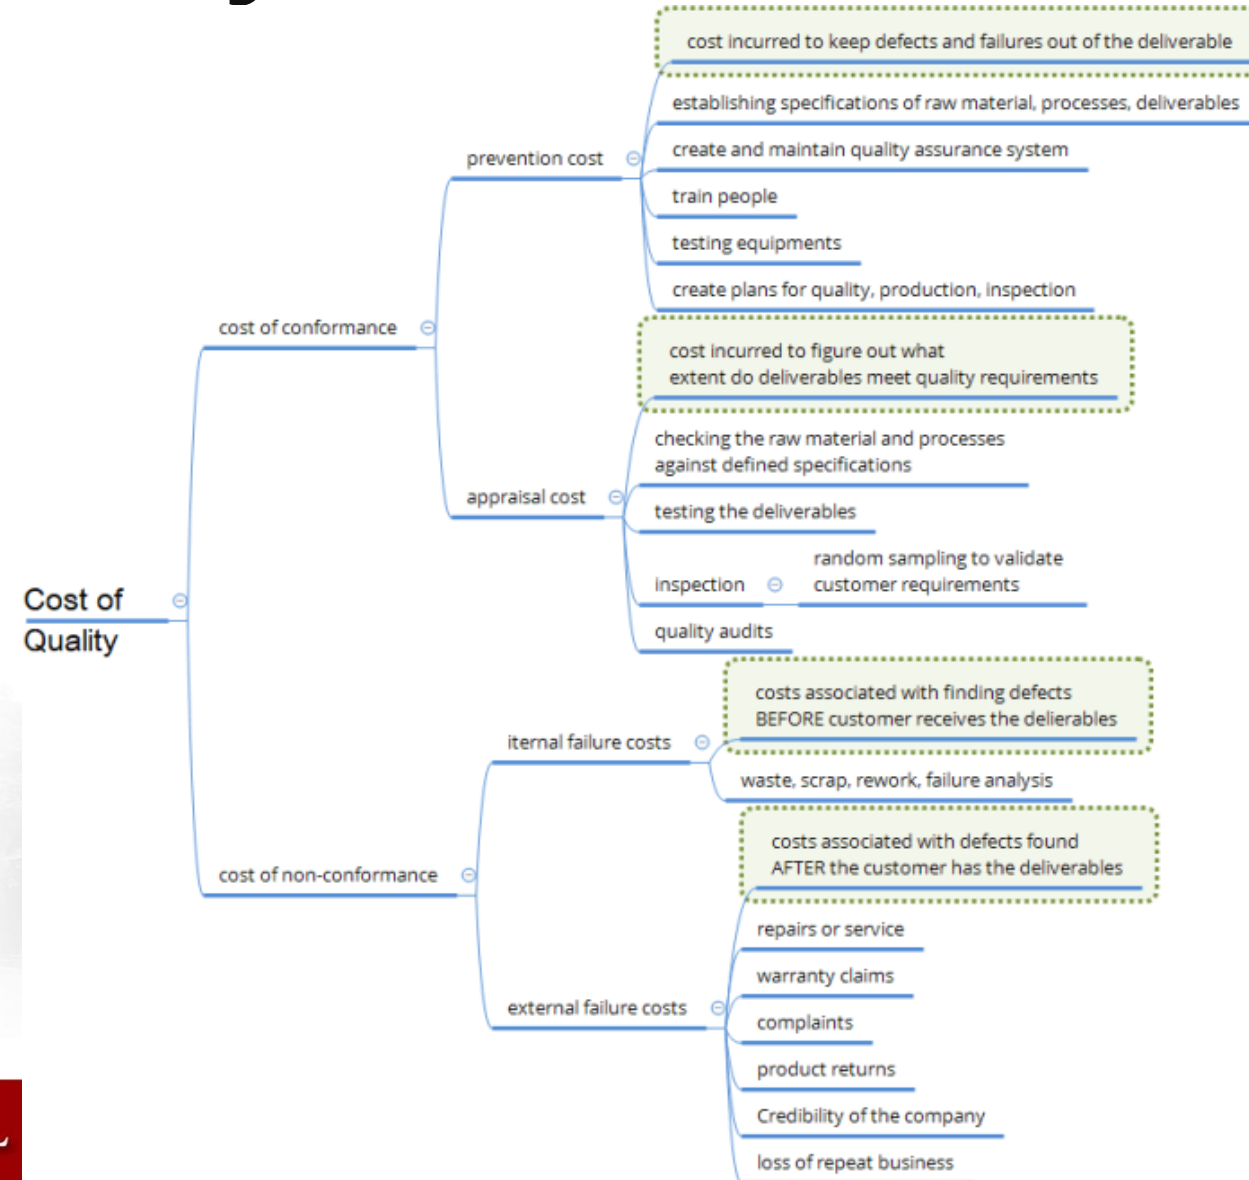 cost incurred to keep defects and failures out of the deliverable
establishing specifications of raw material, processes, deliverables
create and maintain quality assurance system
prevention cost
train people
testing equipments
create plans for quality, production, inspection
cost of conformance
cost incurred to figure out what
extent do deliverables meet quality requirements
checking the raw material and processes
against defined specifications
appraisal cost
testing the deliverables
random sampling to validate
customer requirements
inspection
quality audits
Cost of
Quality
costs associated with finding defects
BEFORE customer receives the delierables
iternal failure costs
waste, scrap, rework, failure analysis
costs associated with defects found
AFTER the customer has the deliverables
cost of non-conformance
repairs or service
warranty claims
external failure costs
complaints
product returns
Credibility of the company
loss of repeat business